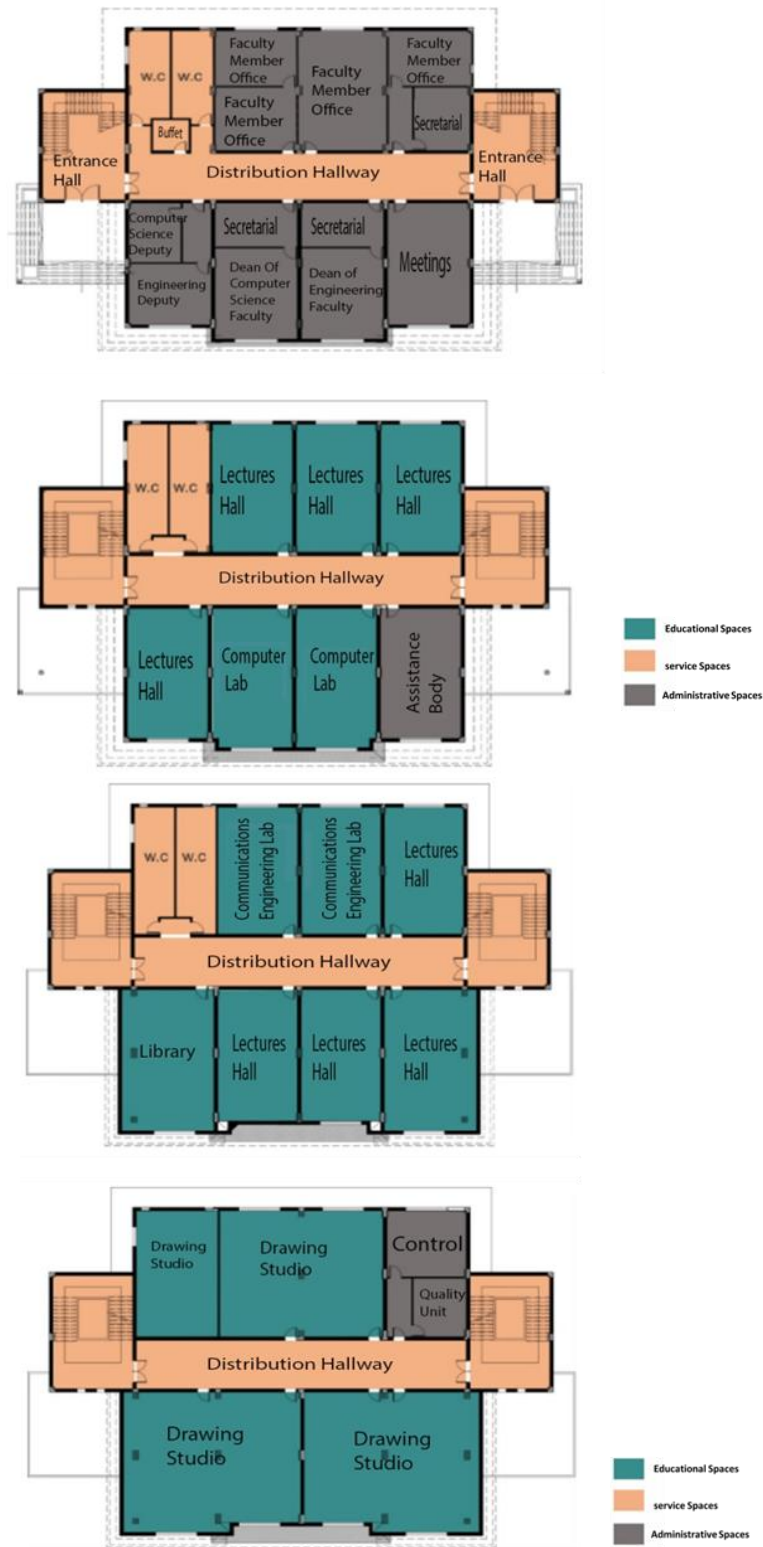 W.C
W.C
Faculty
Member
Office
Faculty
Member
Office
Faculty
Member
Office
Faculty
Member
Office
Secretarial
Buffet
Entrance
Hall
Distribution Hallway
Entrance
Hall
Computer
Science
Deputy
Engineering
Deputy
Secretarial
Dean Of
Computer
Science
Faculty
Secretarial
Dean of
Engineering
Faculty
Meetings
W.C
W.C
Lectures
Hall
Lectures
Hall
Lectures
Hall
Distribution Hallway
Lectures
Hall
Computer
Lab
Computer
Lab
Assistance
Body
Educational Spaces
service Spaces
Administrative Spaces
W.C
W.C
Communications
Engineering Lab
Communications
Engineering Lab
Lectures
Hall
Distribution Hallway
Library
Lectures
Hall
Lectures
Hall
Lectures
Hall
Drawing
Studio
Drawing
Studio
Control
Quality
Unit
Distribution Hallway
Drawing
Studio
Drawing
Studio
Educational Spaces
service Spaces
Administrative Spaces